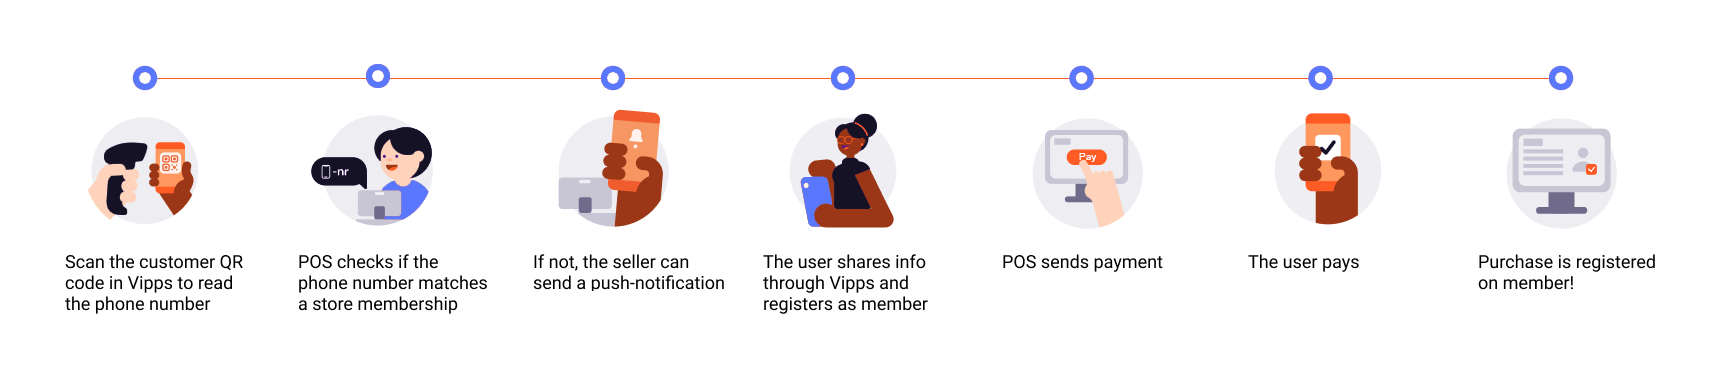 -nr
Pay
Scan the customer QR
code in Vipps to read
the phone number
POS checks if the
phone number matches
a store membership
If not, the seller can
send a push-notification
The user shares info
through Vipps and
registers as member
POS sends payment
The user pays
Purchase is registered
on member!